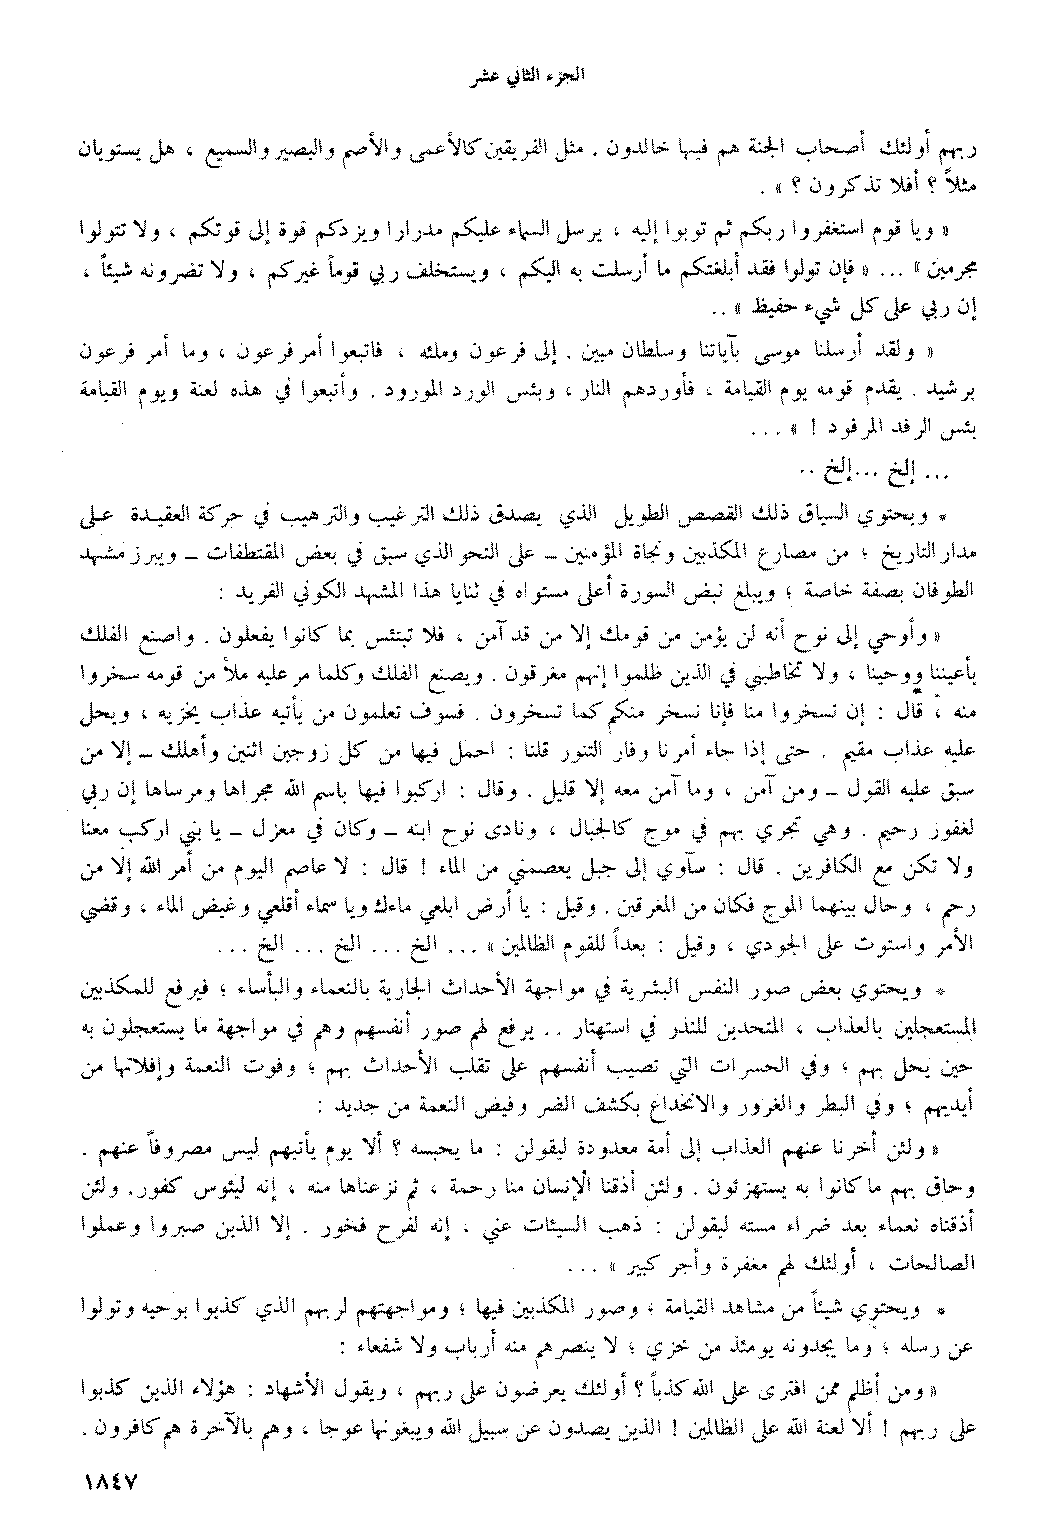 الجزء الثاني عشر
ربهم أولئك أصحاب الجنة هم فيها خالدون . مثل الفريقين كالأعمى والأصم والبصير والسميع ، هل يستويان
مثلاً ؟ أفلا تذكرون ؟ » .
« ويا قوم استغفروا ربكم ثم توبوا إليه ، يرسل السماء عليكم مدرارا ويزدكم قوة إلى قوتكم ، ولا تتولوا
مجرمين » ... « فإن تولوا فقد أبلغتكم ما أرسلت به اليكم ، ويستخلف ربي قوماً غيركم ، ولا تضرونه شيئاً ،
إن ربي على كل شيء حفيظ » ..
« ولقد أرسلنا موسى بآياتنا وسلطان مبين . إلى فرعون وملئه ، فاتبعوا أمر فرعون ، وما أمر فرعون
برشيد . يقدم قومه يوم القيامة ، فأوردهم النار ، وبئس الورد المورود . وأتبعوا في هذه لعنة ويوم القيامة
بئس الرفد المرفود ! » ...
... إلخ ...إلخ ..
* ويحتوي السياق ذلك القصص الطويل الذي يصدق ذلك الترغيب والترهيب في حركة العقيدة على
مدار التاريخ ؛ من مصارع المكذبين ونجاة المؤمنين – على النحو الذي سبق في بعض المقتطفات – ويبرز مشهد
الطوفان بصفة خاصة ؛ ويبلغ نبض السورة أعلى مستواه في ثنايا هذا المشهد الكوني الفريد :
« وأوحي إلى نوح أنه لن يؤمن من قومك إلا من قد آمن ، فلا تبتئس بما كانوا يفعلون . واصنع الفلك
بأعيننا ووحينا ، ولا تخاطبني في الذين ظلموا إنهم مغرقون . ويصنع الفلك وكلما مر عليه ملأ من قومه سخروا
منه ، قال : إن تسخروا منا فإنا نسخر منكم كما تسخرون . فسوف تعلمون من يأتيه عذاب يخزيه ، ويحل
عليه عذاب مقيم . حتى إذا جاء أمرنا وفار التنور قلنا : احمل فيها من كل زوجين اثنين وأهلك – إلا من
سبق عليه القول – ومن آمن ، وما آمن معه إلا قليل . وقال : اركبوا فيها باسم الله مجراها ومرساها إن ربي
لغفور رحيم . وهي تجري بهم في موج كالجبال ، ونادى نوح ابنه – وكان في معزل – يا بني اركب معنا
ولا تكن مع الكافرين . قال : سآوي إلى جبل يعصمني من الماء ! قال : لا عاصم اليوم من أمر الله إلا من
رحم ، وحال بينهما الموج فكان من المغرقين . وقيل : يا أرض ابلعي ماءك ويا سماء أقلعي وغيض الماء ، وقضي
الأمر واستوت على الجودي ، وقيل : بعداً للقوم الظالمين » ... الخ ... الخ ... الخ ...
* ويحتوي بعض صور النفس البشرية في مواجهة الأحداث الجارية بالنعماء والبأساء ؛ فيرفع للمكذبين
المستعجلين بالعذاب ، المتحدين للنذر في استهتار .. يرفع لهم صور أنفسهم وهم في مواجهة ما يستعجلون به
حين يحل بهم ؛ وفي الحسرات التي تصيب أنفسهم على تقلب الأحداث بهم ؛ وفوت النعمة وإفلاتها من
أيديهم ؛ وفي البطر والغرور والانخداع بكشف الضر وفيض النعمة من جديد :
« ولئن أخرنا عنهم العذاب إلى أمة معدودة ليقولن : ما يحبسه ؟ ألا يوم يأتيهم ليس مصروفاً عنهم .
وحاق بهم ما كانوا به يستهزئون . ولئن أذقنا الإنسان منا رحمة ، ثم نزعناها منه ، إنه ليئوس كفور. ولئن
أذقناه نعماء بعد ضراء مسته ليقولن : ذهب السيئات عني ، إنه لفرح فخور . إلا الذين صبروا وعملوا
الصالحات ، أولئك لهم مغفرة وأجر كبير » ...
* ويحتوي شيئاً من مشاهد القيامة ؛ وصور المكذبين فيها ؛ ومواجهتهم لربهم الذي كذبوا بوحيه وتولوا
عن رسله ؛ وما يجدونه يومئذ من خزي ؛ لا ينصرهم منه أرباب ولا شفعاء :
« ومن أظلم ممن افترى على الله كذباً ؟ أولئك يعرضون على ربهم ، ويقول الأشهاد : هؤلاء الذين كذبوا
على ربهم ! ألا لعنة الله على الظالمين ! الذين يصدون عن سبيل الله ويبغونها عوجا ، وهم بالآخرة هم كافرون .
١٨٤٧